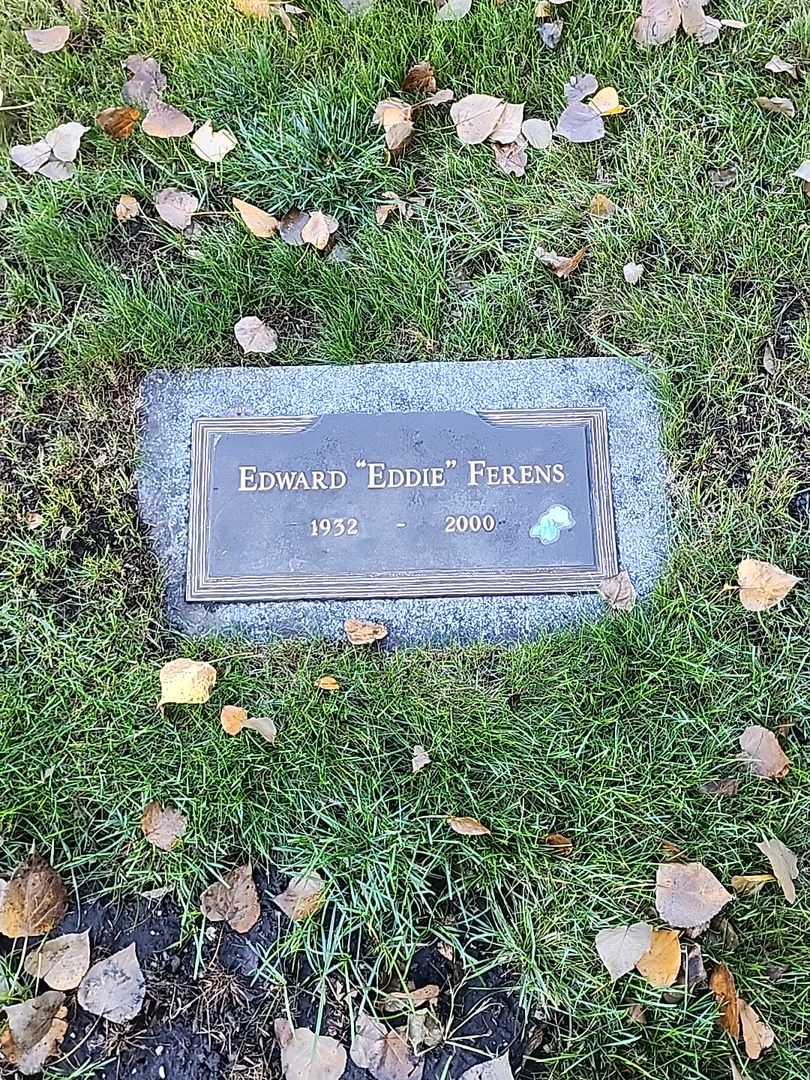 EDWARD "EDDIE" FERENS
1932 - 2000